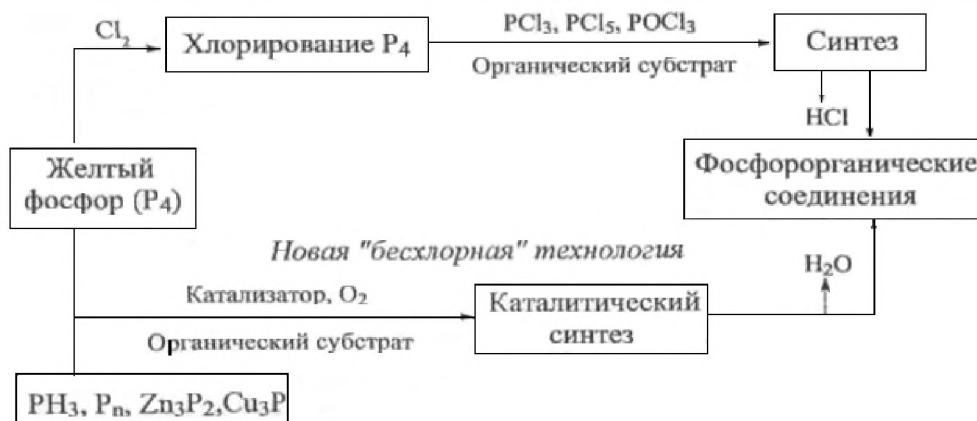 Cl₂
Хлорирование P₄
PCl₃, PCl₅, POCl₃
Органический субстрат
Синтез
HCl
Желтый
фосфор (P₄)
Фосфорорганические
соединения
Новая "бесхлорная" технология
H₂O
Катализатор, O₂
Органический субстрат
Каталитический
синтез
PH₃, Pₙ, Zn₃P₂,Cu₃P